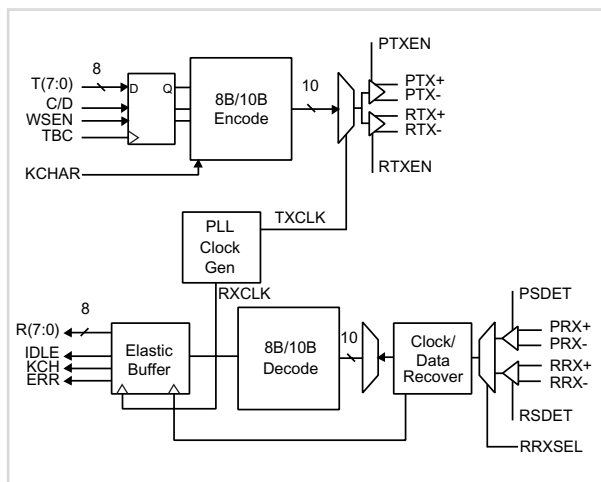 PTXEN
8
T(7:0)
D
Q
C/D
WSEN
TBC
8B/10B
Encode
10
PTX+
PTX-
RTX+
RTX-
KCHAR
RTXEN
PLL
Clock
Gen
TXCLK
RXCLK
8
R(7:0)
IDLE
KCH
ERR
Elastic
Buffer
8B/10B
Decode
10
Clock/
Data
Recover
PSDET
PRX+
PRX-
RRX+
RRX-
RSDET
RRXSEL